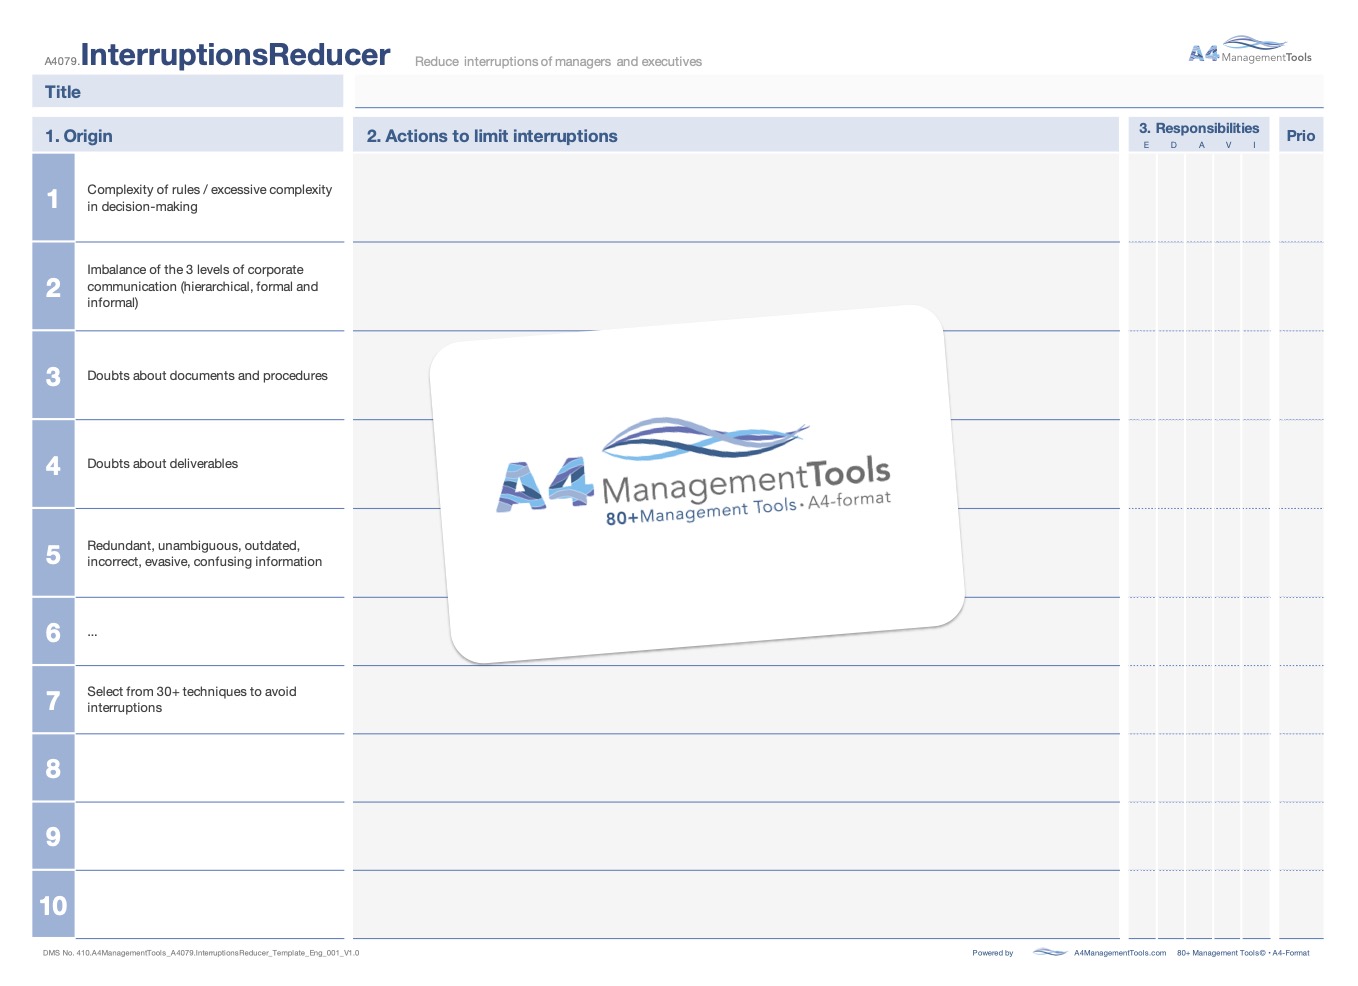 A4079.InterruptionsReducer Reduce interruptions of managers and executives
A4 ManagementTools
Title
1. Origin
2. Actions to limit interruptions
3. Responsibilities
E D A V I
Prio
1
Complexity of rules / excessive complexity
in decision-making
2
Imbalance of the 3 levels of corporate
communication (hierarchical, formal and
informal)
3
Doubts about documents and procedures
4
Doubts about deliverables
5
Redundant, unambiguous, outdated,
incorrect, evasive, confusing information
6
...
7
Select from 30+ techniques to avoid
interruptions
8
9
10
A4 ManagementTools
80+Management Tools • A4-format
DMS No. 410.A4ManagementTools_A4079.InterruptionsReducer_Template_Eng_001_V1.0
Powered by A4ManagementTools.com 80+ Management Tools© • A4-Format